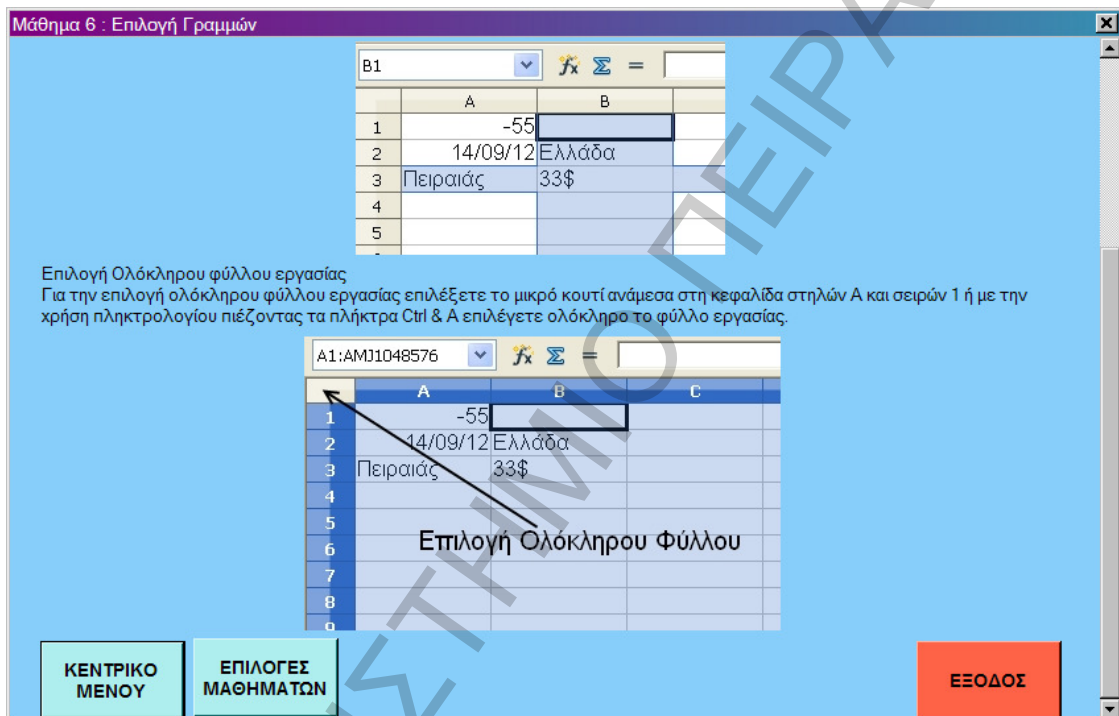 Μάθημα 6 : Επιλογή Γραμμών
B1
fx Σ =
A B
1 -55
2 14/09/12 Ελλάδα
3 Πειραιάς 33$
4
5
Επιλογή Ολόκληρου φύλλου εργασίας
Για την επιλογή ολόκληρου φύλλου εργασίας επιλέξετε το μικρό κουτί ανάμεσα στη κεφαλίδα στηλών Α και σειρών 1 ή με την
χρήση πληκτρολογίου πιέζοντας τα πλήκτρα Ctrl & A επιλέγετε ολόκληρο το φύλλο εργασίας.
A1:AMJ1048576
fx Σ =
A B C
1 -55
2 14/09/12 Ελλάδα
3 Πειραιάς 33$
4
5
6
Επιλογή Ολόκληρου Φύλλου
7
8
9
ΚΕΝΤΡΙΚΟ
ΜΕΝΟΥ
ΕΠΙΛΟΓΕΣ
ΜΑΘΗΜΑΤΩΝ
ΕΞΟΔΟΣ